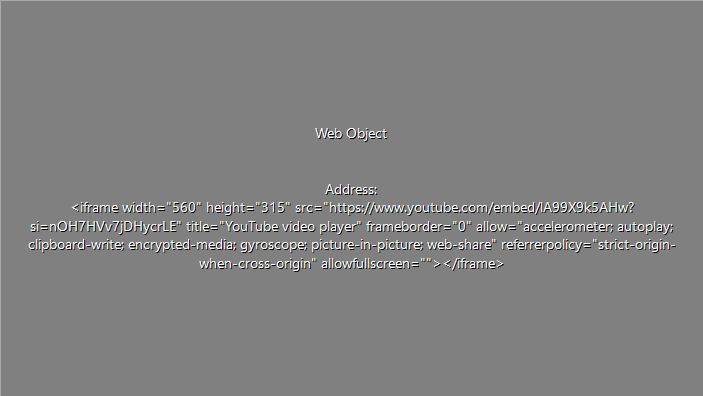 Web Object
Address:
<iframe width="560" height="315" src="https://www.youtube.com/embed/lA99X9k5AHw?
si=nOH7HVv7jDHycrLE" title="YouTube video player" frameborder="0" allow="accelerometer; autoplay;
clipboard-write; encrypted-media; gyroscope; picture-in-picture; web-share" referrerpolicy="strict-origin-
when-cross-origin" allowfullscreen=""></iframe>